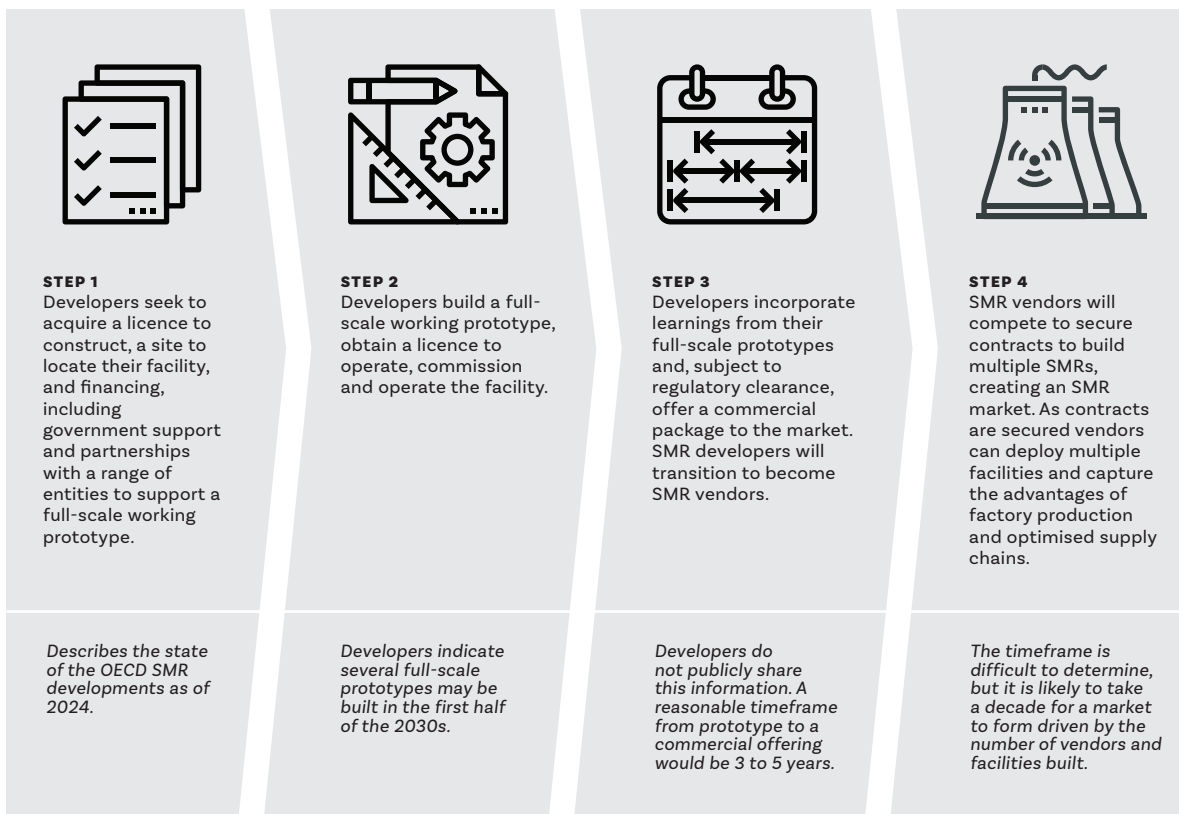 STEP 1
Developers seek to
acquire a licence to
construct, a site to
locate their facility,
and financing,
including
government support
and partnerships
with a range of
entities to support a
full-scale working
prototype.
Describes the state
of the OECD SMR
developments as of
2024.
STEP 2
Developers build a full-
scale working prototype,
obtain a licence to
operate, commission
and operate the facility.
Developers indicate
several full-scale
prototypes may be
built in the first half
of the 2030s.
STEP 3
Developers incorporate
learnings from their
full-scale prototypes
and, subject to
regulatory clearance,
offer a commercial
package to the market.
SMR developers will
transition to become
SMR vendors.
Developers do
not publicly share
this information. A
reasonable timeframe
from prototype to a
commercial offering
would be 3 to 5 years.
STEP 4
SMR vendors will
compete to secure
contracts to build
multiple SMRs,
creating an SMR
market. As contracts
are secured vendors
can deploy multiple
facilities and capture
the advantages of
factory production
and optimised supply
chains.
The timeframe is
difficult to determine,
but it is likely to take
a decade for a market
to form driven by the
number of vendors and
facilities built.